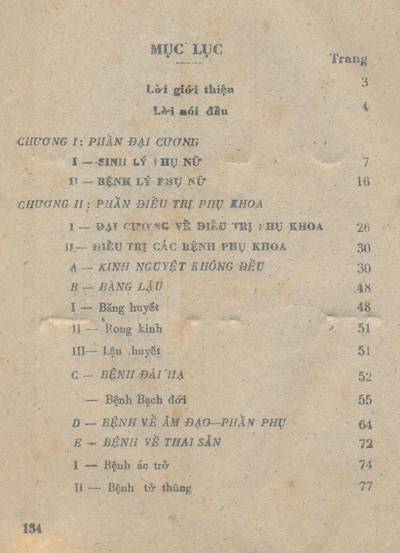 MỤC LỤC
Trang
Lời giới thiệu 3
Lời nói đầu 4
CHƯƠNG I : PHẦN ĐẠI CƯƠNG
I — SINH LÝ PHỤ NỮ 7
II — BỆNH LÝ PHỤ NỮ 16
CHƯƠNG II : PHẦN ĐIỀU TRỊ PHỤ KHOA
I — ĐẠI CƯƠNG VỀ ĐIỀU TRỊ PHỤ KHOA 26
II — ĐIỀU TRỊ CÁC BỆNH PHỤ KHOA 30
A — KINH NGUYỆT KHÔNG ĐỀU 30
B — BĂNG LẬU 48
I — Băng huyết 48
II — Rong kinh 51
III — Lậu huyết 51
C — BỆNH ĐÁI HẠ 52
— Bệnh Bạch đới 55
D — BỆNH VỀ ÂM ĐẠO—PHẦN PHỤ 64
E — BỆNH VỀ THAI SẢN 72
I — Bệnh ác trở 74
II — Bệnh tử thũng 77
134